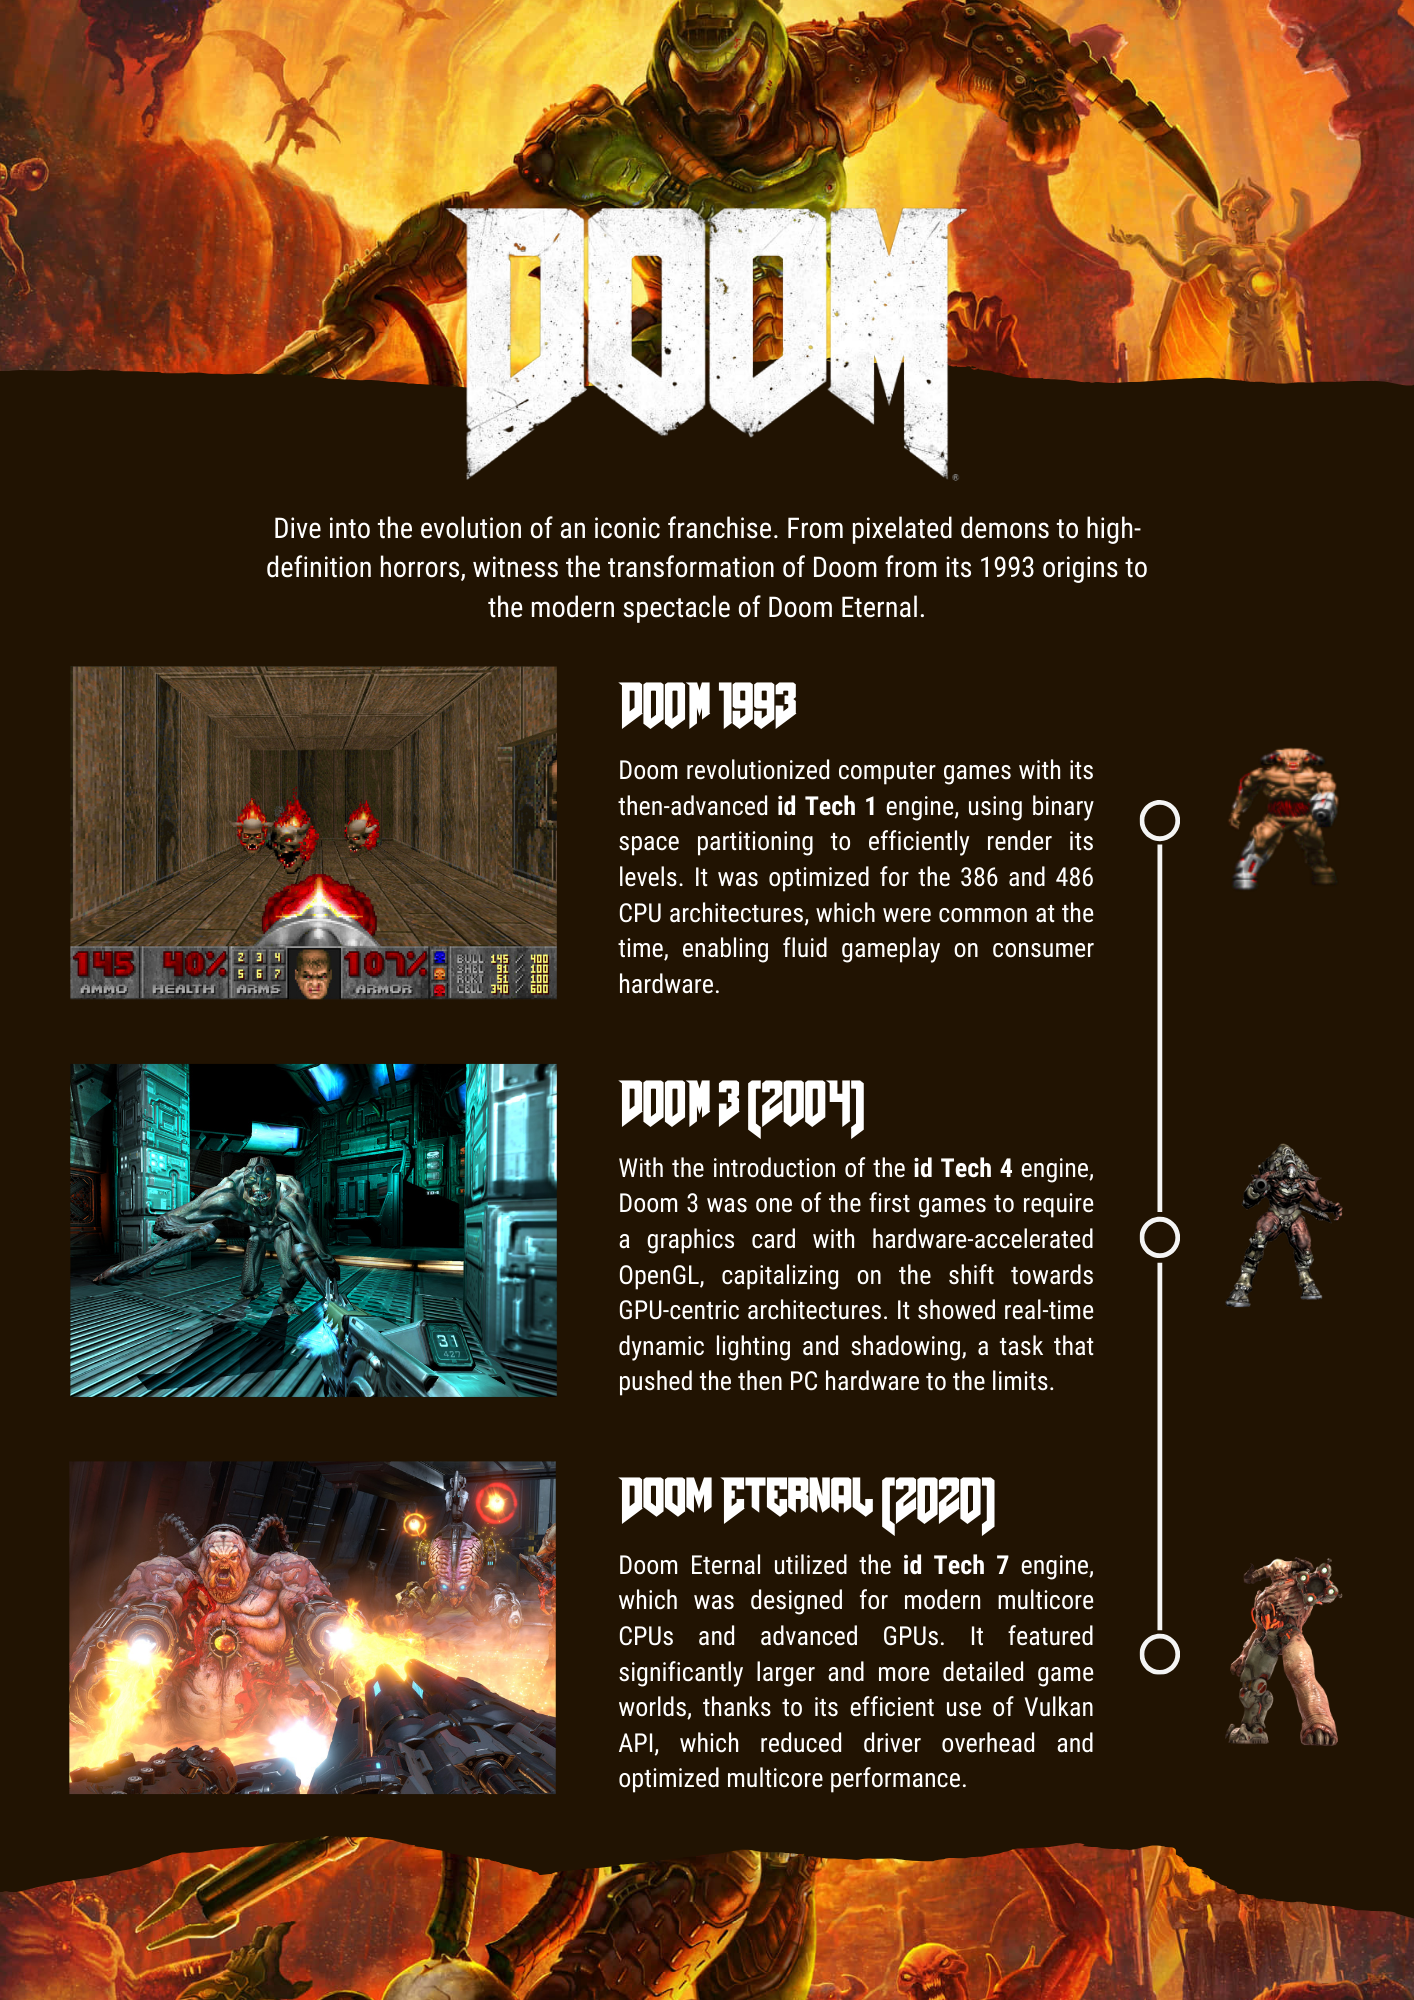 DOOM
®
Dive into the evolution of an iconic franchise. From pixelated demons to high-
definition horrors, witness the transformation of Doom from its 1993 origins to
the modern spectacle of Doom Eternal.
DOOM 1993
Doom revolutionized computer games with its
then-advanced id Tech 1 engine, using binary
space partitioning to efficiently render its
levels. It was optimized for the 386 and 486
CPU architectures, which were common at the
time, enabling fluid gameplay on consumer
hardware.
145 40% 2 3 4 107% BULL 145 / 400
5 6 7 SHEL 91 / 100
RCKT 51 / 100
AMMO HEALTH ARMS ARMOR CELL 340 / 600
DOOM 3 (2004)
With the introduction of the id Tech 4 engine,
Doom 3 was one of the first games to require
a graphics card with hardware-accelerated
OpenGL, capitalizing on the shift towards
GPU-centric architectures. It showed real-time
dynamic lighting and shadowing, a task that
pushed the then PC hardware to the limits.
31
427
DOOM ETERNAL (2020)
Doom Eternal utilized the id Tech 7 engine,
which was designed for modern multicore
CPUs and advanced GPUs. It featured
significantly larger and more detailed game
worlds, thanks to its efficient use of Vulkan
API, which reduced driver overhead and
optimized multicore performance.